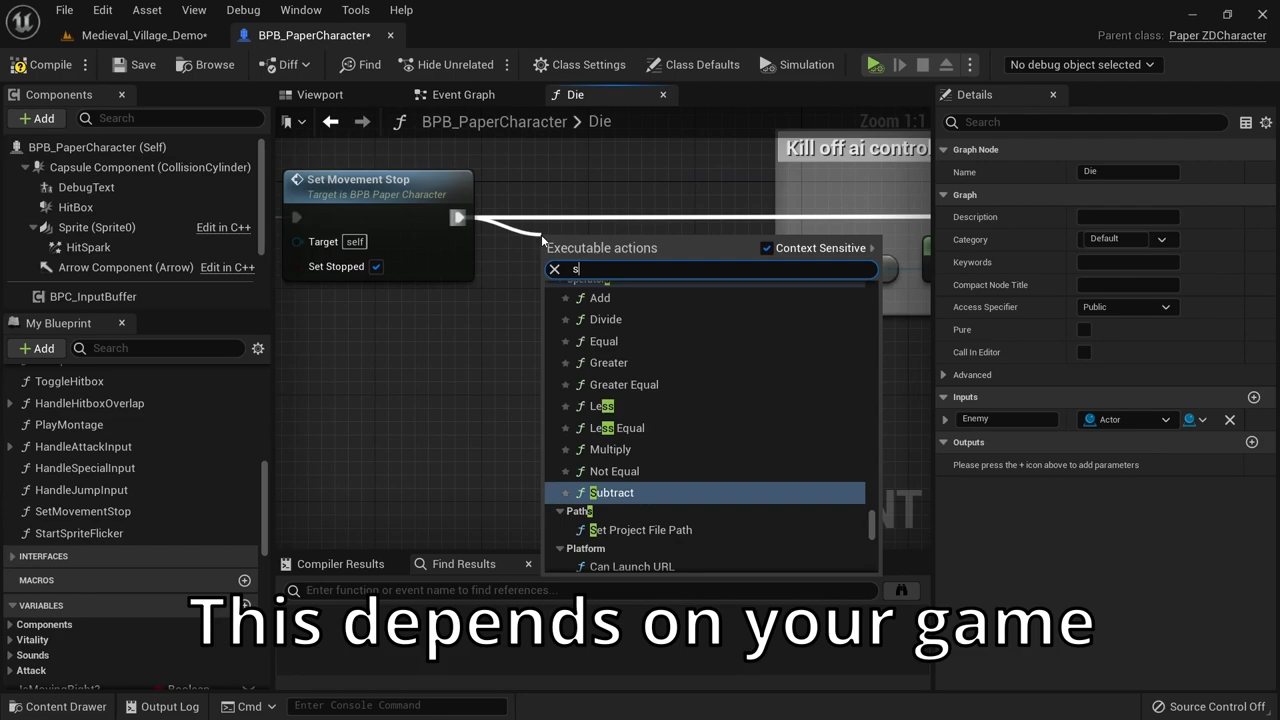 File Edit Asset View Debug Window Tools Help
Medieval_Village_Demo* BPB_PaperCharacter* Parent class: Paper ZDCharacter
Compile Save Browse Diff Find Hide Unrelated Class Settings Class Defaults Simulation No debug object selected
Components
Add Search
BPB_PaperCharacter (Self)
Capsule Component (CollisionCylinder)
DebugText
HitBox
Sprite (Sprite0) Edit in C++
HitSpark
Arrow Component (Arrow) Edit in C++
BPC_InputBuffer
My Blueprint
Add Search
ToggleHitbox
HandleHitboxOverlap
PlayMontage
HandleAttackInput
HandleSpecialInput
HandleJumpInput
SetMovementStop
StartSpriteFlicker
INTERFACES
MACROS
VARIABLES
Components
Vitality
Sounds
Attack
Viewport Event Graph Die
BPB_PaperCharacter > Die Zoom 1:1
Kill off ai control
Set Movement Stop
Target is BPB Paper Character
Target self
Set Stopped
Executable actions Context Sensitive
s
Add
Divide
Equal
Greater
Greater Equal
Less
Less Equal
Multiply
Not Equal
Subtract
Paths
Set Project File Path
Platform
Can Launch URL
Compiler Results Find Results
Enter function or event name to find references...
Details
Search
Graph Node
Name Die
Graph
Description
Category Default
Keywords
Compact Node Title
Access Specifier Public
Pure
Call In Editor
Advanced
Inputs
Enemy Actor
Outputs
Please press the + icon above to add parameters
This depends on your game
Content Drawer Output Log Cmd Enter Console Command Source Control Off